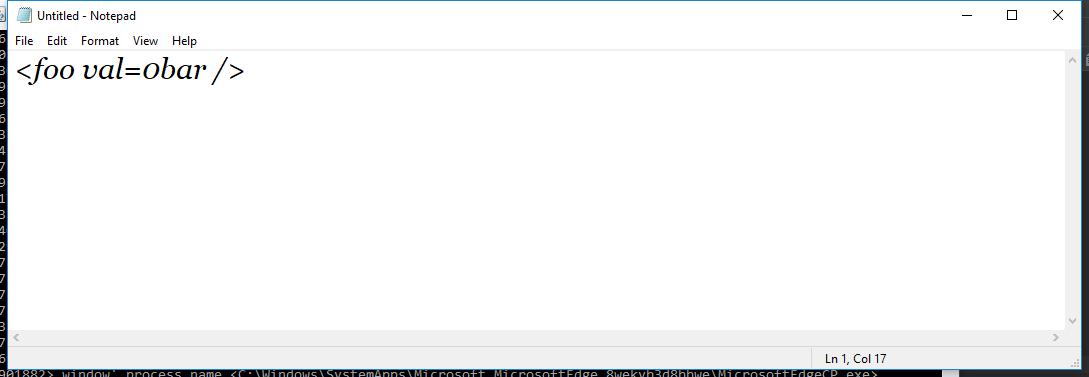 Untitled - Notepad
File Edit Format View Help
<foo val=0bar />
Ln 1, Col 17
001882> window' process name <C:\Windows\SystemApps\Microsoft.MicrosoftEdge_8wekyb3d8bbwe\MicrosoftEdgeCP.exe>